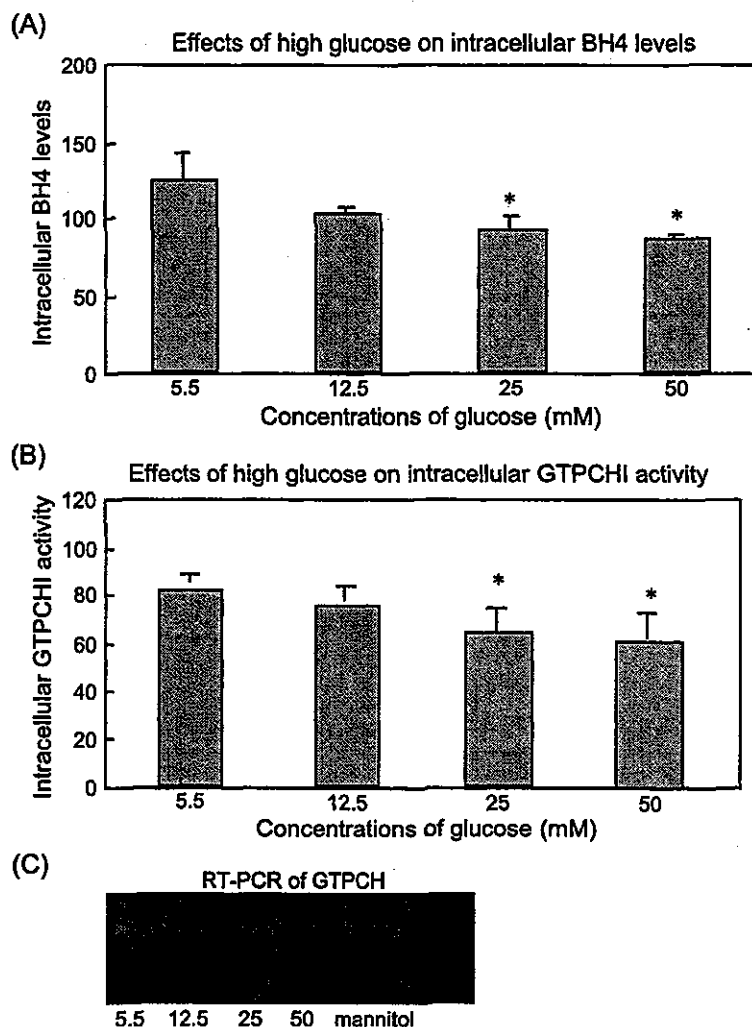 (A)
Effects of high glucose on intracellular BH4 levels
200
150
100
50
0
Intracellular BH4 levels
*
*
5.5 12.5 25 50
Concentrations of glucose (mM)
(B)
Effects of high glucose on intracellular GTPCHI activity
120
100
80
60
40
20
0
Intracellular GTPCHI activity
*
*
5.5 12.5 25 50
Concentrations of glucose (mM)
(C)
RT-PCR of GTPCH
5.5 12.5 25 50 mannitol